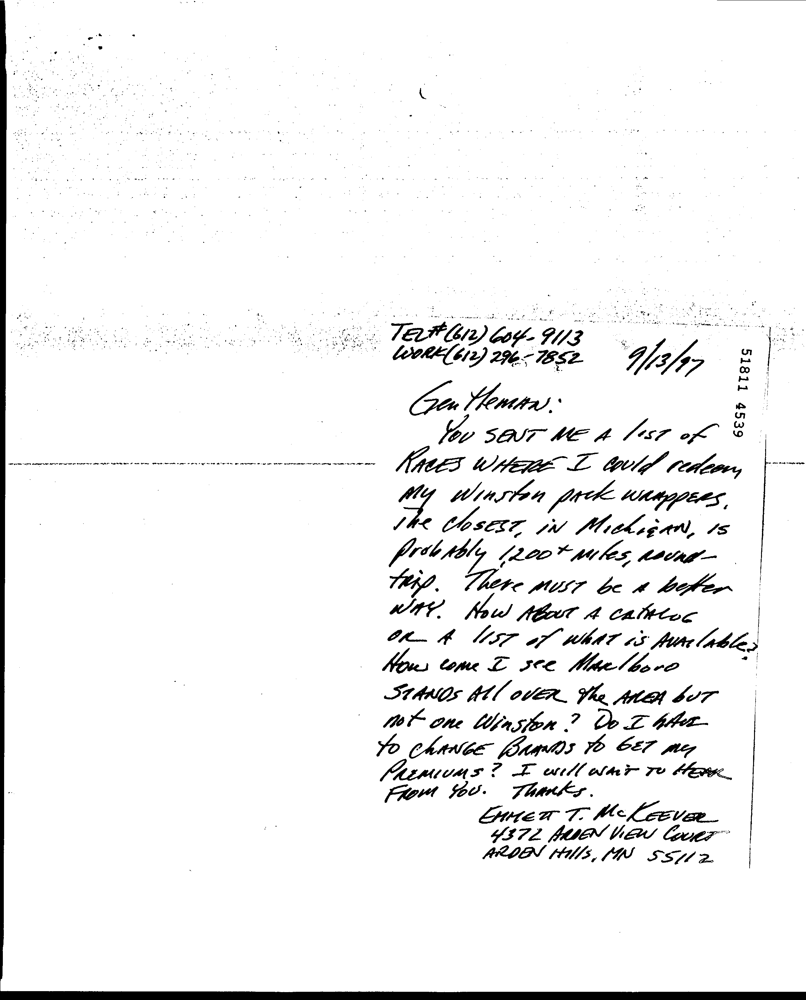 TEL# (612) 604-9113
WORK (612) 296-7852
9/13/97
Gentleman:
You SENT ME A list of
RACES WHERE I could redeem
my Winston pack wrappers.
The closest, in Michigan, is
probably 1,200+ miles, round-
trip. There must be a better
way. How about a catalog
or a list of what is available?
How come I see Marlboro
STANDS All OVER the AREA but
not one Winston? Do I have
to CHANGE BRANDS to GET my
PREMIUMS? I will wait to HEAR
FROM YOU. Thanks.
EMMETT T. McKEEVER
4372 ARDEN VIEW COURT
ARDEN Hills, MN 55112
51811 4539